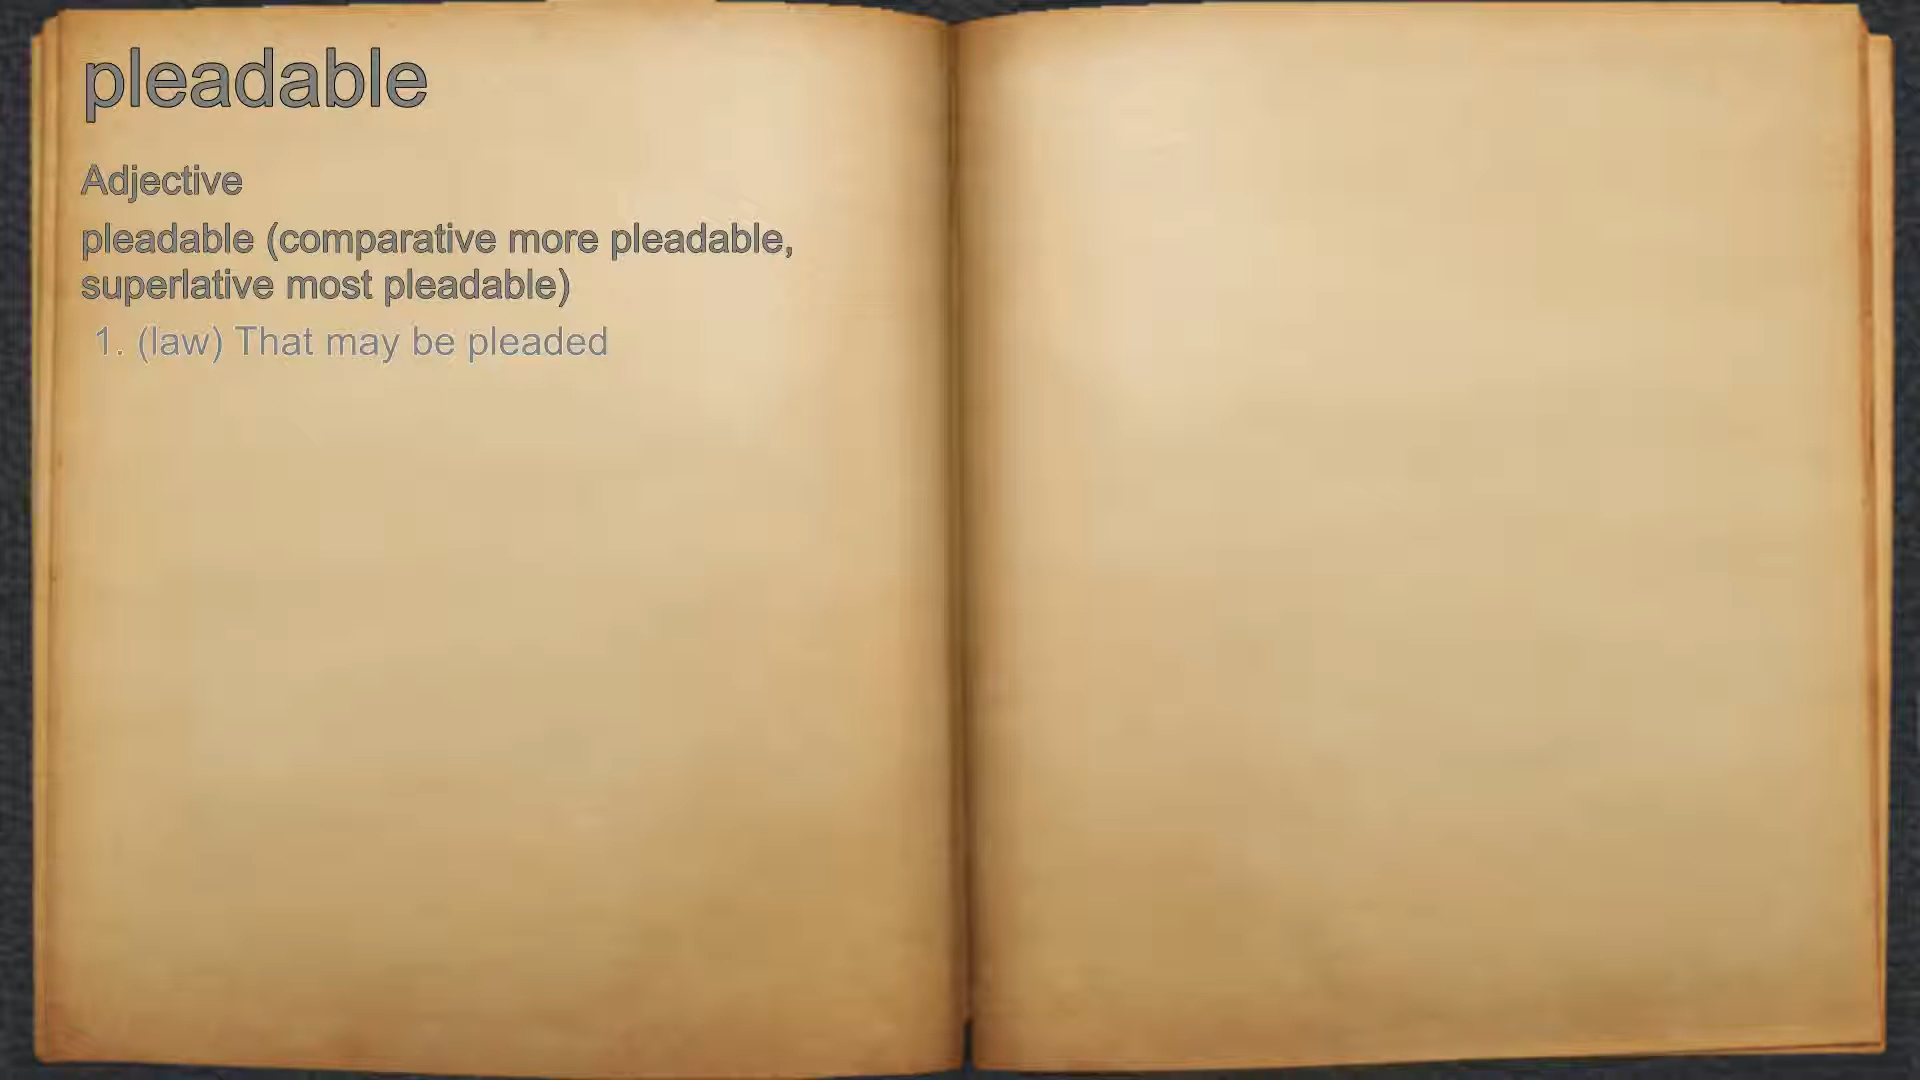 pleadable
Adjective
pleadable (comparative more pleadable,
superlative most pleadable)
1. (law) That may be pleaded